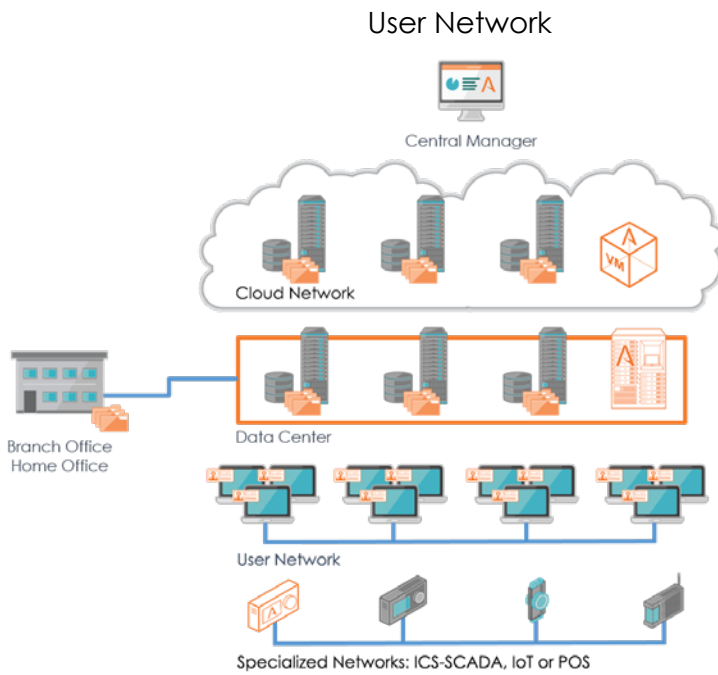 User Network
Central Manager
A
VM
Cloud Network
Data Center
Branch Office
Home Office
User Network
Specialized Networks: ICS-SCADA, IoT or POS